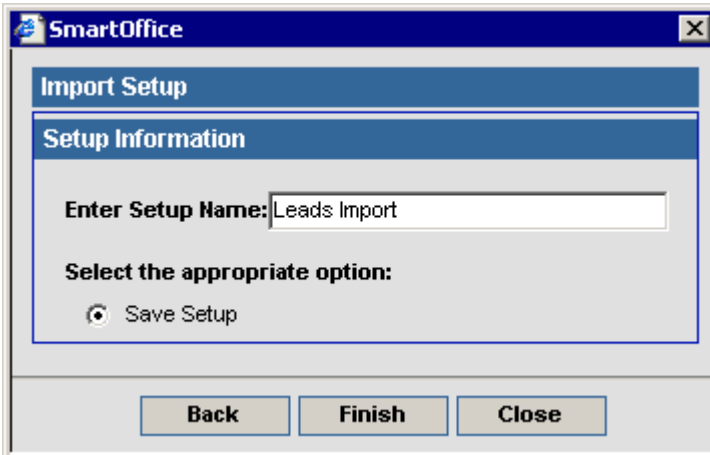 SmartOffice
Import Setup
Setup Information
Enter Setup Name: Leads Import
Select the appropriate option:
Save Setup
Back Finish Close